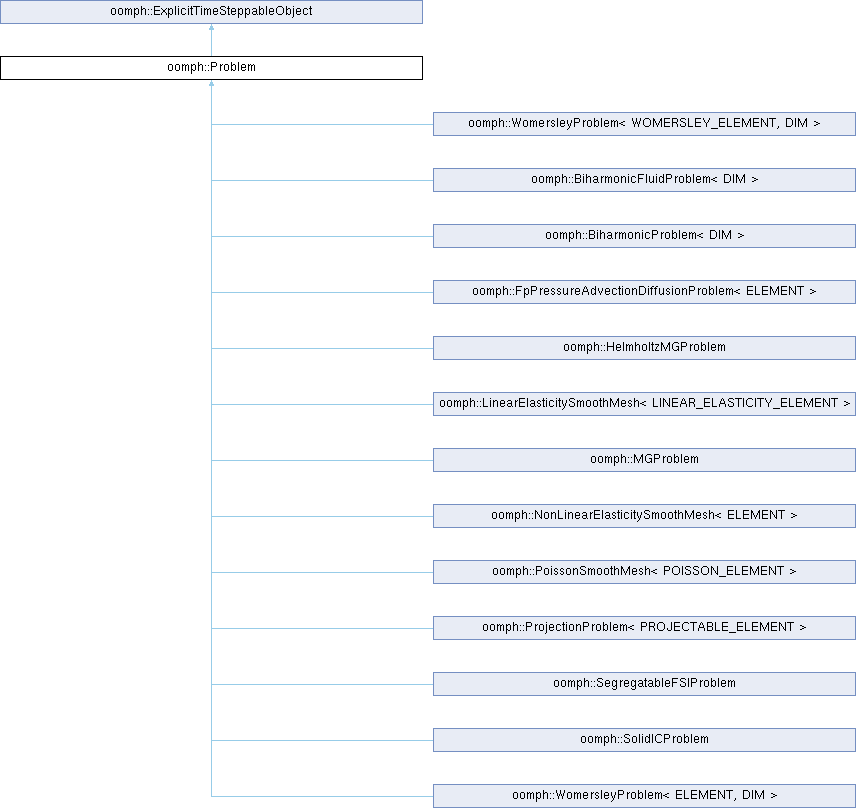 oomph::ExplicitTimeSteppableObject
oomph::Problem
oomph::WomersleyProblem< WOMERSLEY_ELEMENT, DIM >
oomph::BiharmonicFluidProblem< DIM >
oomph::BiharmonicProblem< DIM >
oomph::FpPressureAdvectionDiffusionProblem< ELEMENT >
oomph::HelmholtzMGProblem
oomph::LinearElasticitySmoothMesh< LINEAR_ELASTICITY_ELEMENT >
oomph::MGProblem
oomph::NonLinearElasticitySmoothMesh< ELEMENT >
oomph::PoissonSmoothMesh< POISSON_ELEMENT >
oomph::ProjectionProblem< PROJECTABLE_ELEMENT >
oomph::SegregatableFSIProblem
oomph::SolidICProblem
oomph::WomersleyProblem< ELEMENT, DIM >